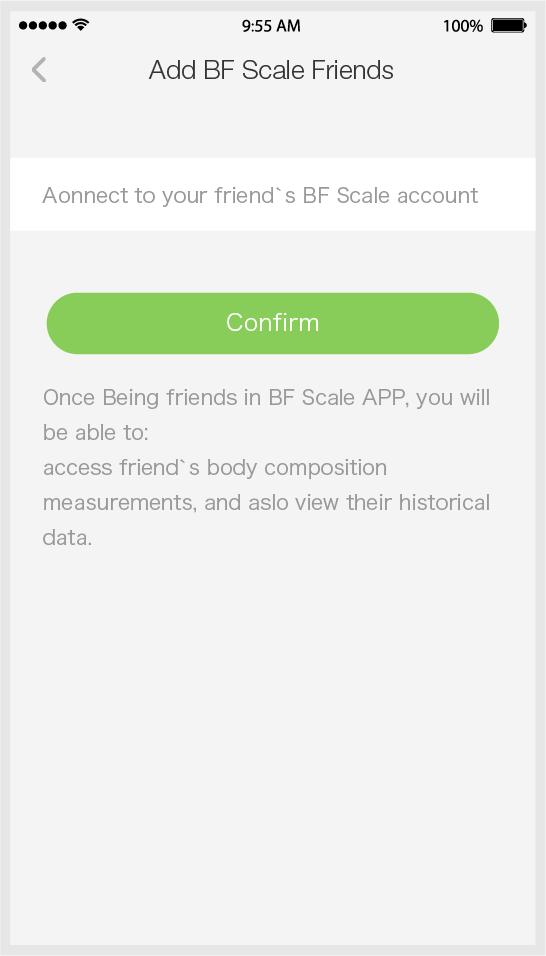 9:55 AM
100%
Add BF Scale Friends
Aonnect to your friend`s BF Scale account
Confirm
Once Being friends in BF Scale APP, you will
be able to:
access friend`s body composition
measurements, and aslo view their historical
data.